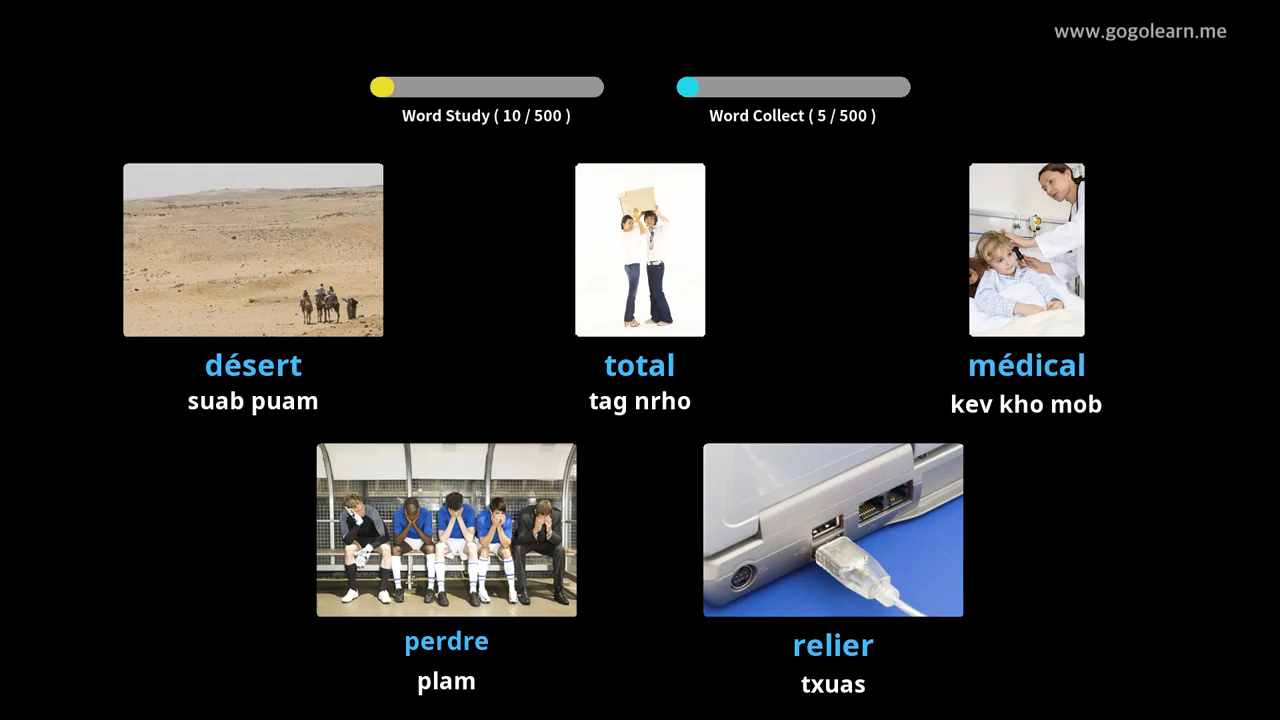 www.gogolearn.me
Word Study ( 10 / 500 )
Word Collect ( 5 / 500 )
désert
suab puam
total
tag nrho
médical
kev kho mob
perdre
plam
relier
txuas